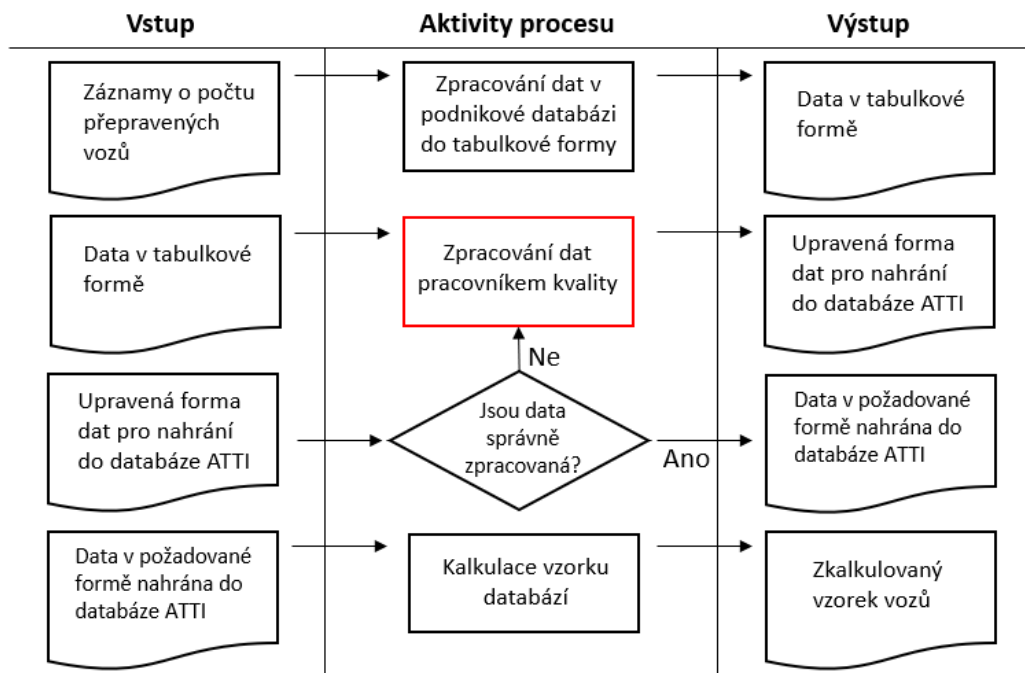 Vstup
Aktivity procesu
Výstup
Záznamy o počtu
přepravených
vozů
Zpracování dat v
podnikové databázi
do tabulkové formy
Data v tabulkové
formě
Data v tabulkové
formě
Zpracování dat
pracovníkem kvality
Upravená forma
dat pro nahrání
do databáze ATTI
Ne
Upravená forma
dat pro nahrání
do databáze ATTI
Jsou data
správně
zpracovaná?
Ano
Data v požadované
formě nahrána do
databáze ATTI
Data v požadované
formě nahrána do
databáze ATTI
Kalkulace vzorku
databází
Zkalkulovaný
vzorek vozů